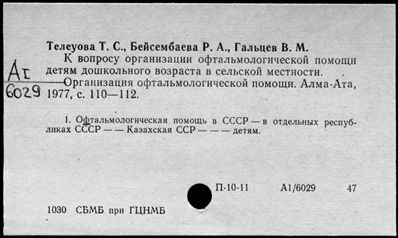 Телеуова Т. С., Бейсембаева Р. А., Гальцев В. М.
К вопросу организации офтальмологической помощи
детям дошкольного возраста в сельской местности.
Организация офтальмологической помощи. Алма-Ата,
1977, с. 110—112.
Аг
6029
1. Офтальмологическая помощь в СССР — в отдельных респуб-
ликах СССР — — Казахская ССР — — — детям.
П-10-11 А1/6029 47
1030 СБМБ при ГЦНМБ